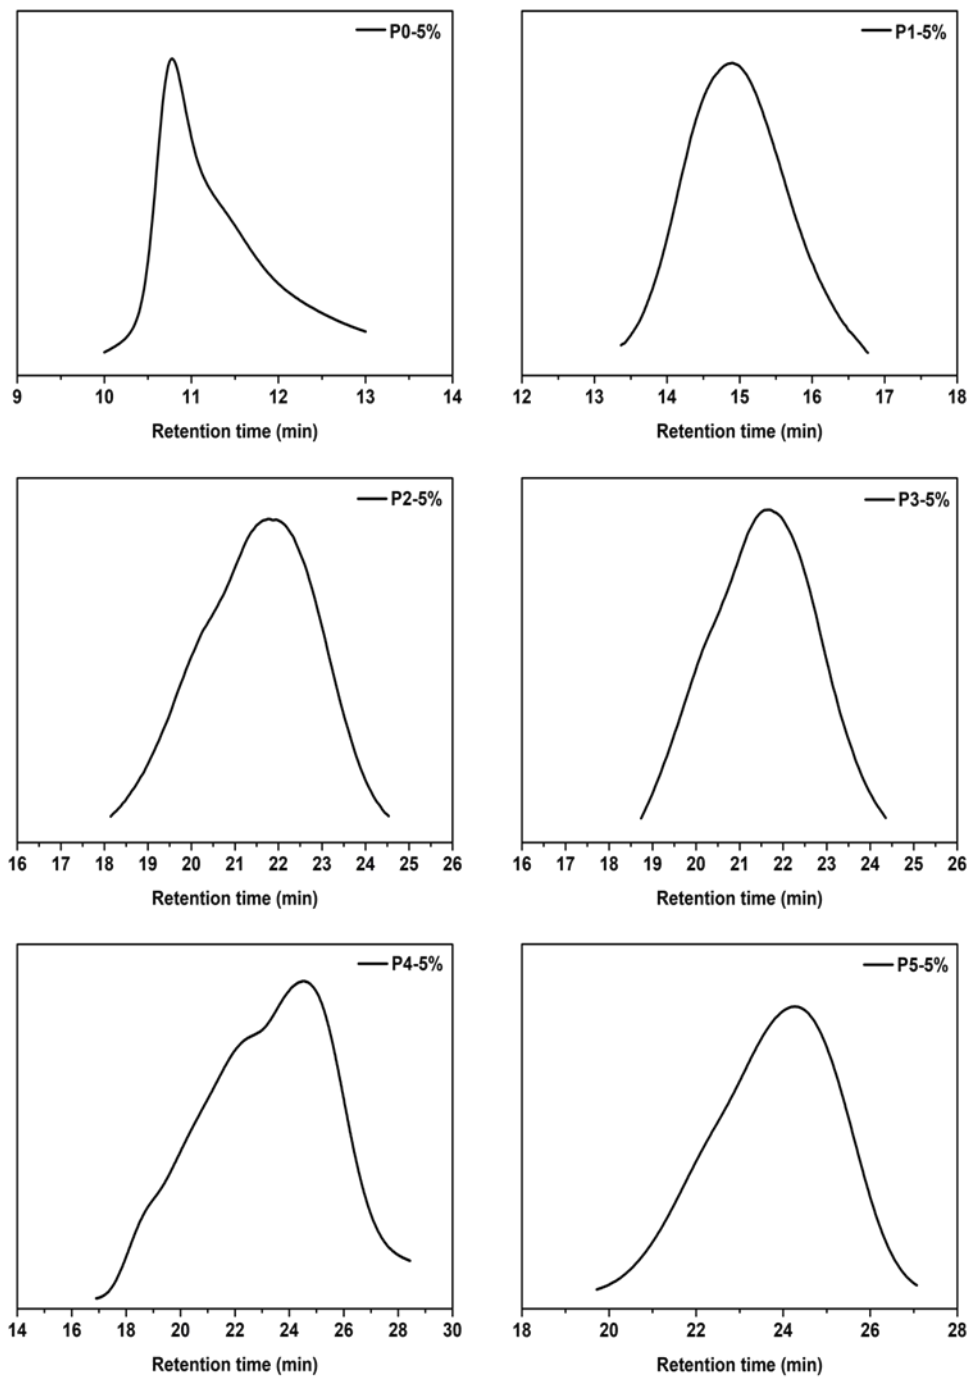 P0-5%
9 10 11 12 13 14
Retention time (min)
P1-5%
12 13 14 15 16 17 18
Retention time (min)
P2-5%
16 17 18 19 20 21 22 23 24 25 26
Retention time (min)
P3-5%
16 17 18 19 20 21 22 23 24 25 26
Retention time (min)
P4-5%
14 16 18 20 22 24 26 28 30
Retention time (min)
P5-5%
18 20 22 24 26 28
Retention time (min)